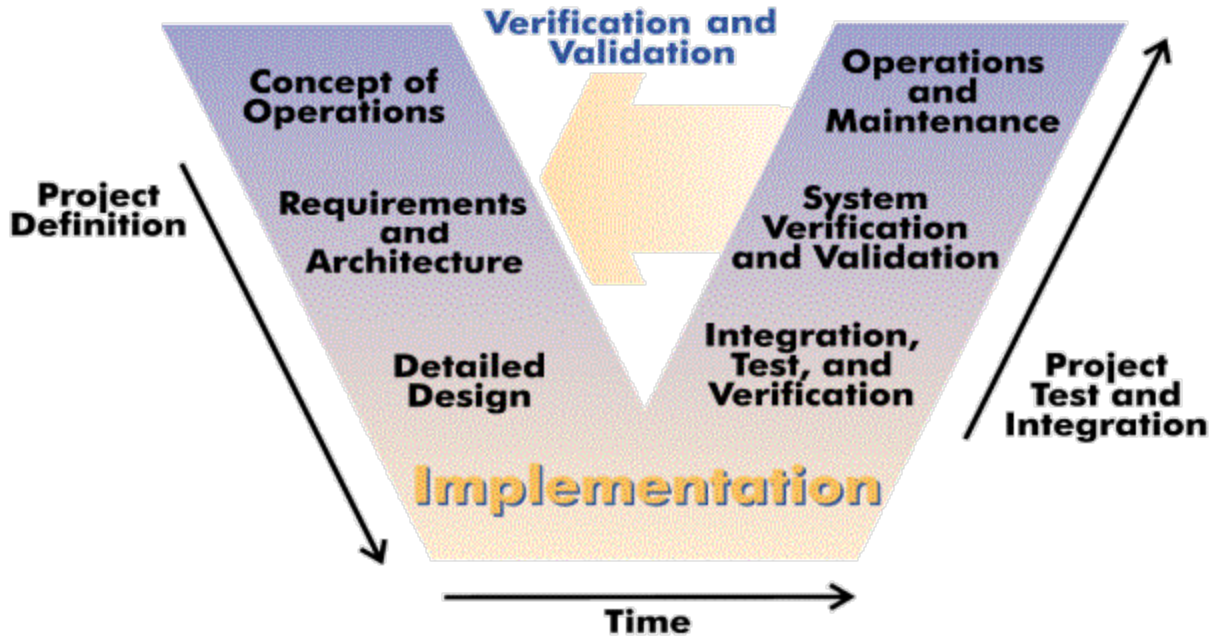 Verification and
Validation
Concept of
Operations
Operations
and
Maintenance
Project
Definition
Requirements
and
Architecture
System
Verification
and Validation
Detailed
Design
Integration,
Test, and
Verification
Project
Test and
Integration
Implementation
Time